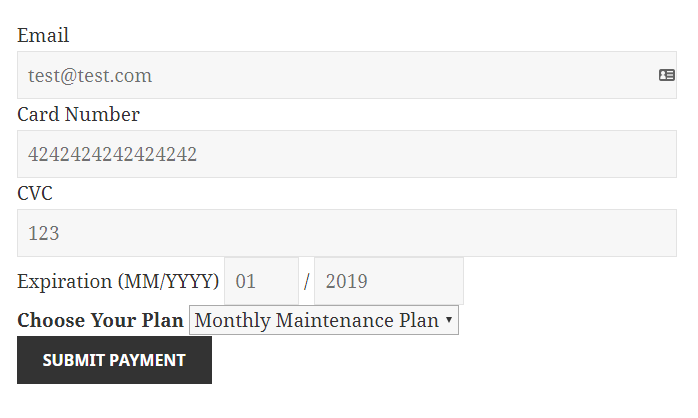 Email
test@test.com
Card Number
4242424242424242
CVC
123
Expiration (MM/YYYY) 01 / 2019
Choose Your Plan Monthly Maintenance Plan
SUBMIT PAYMENT